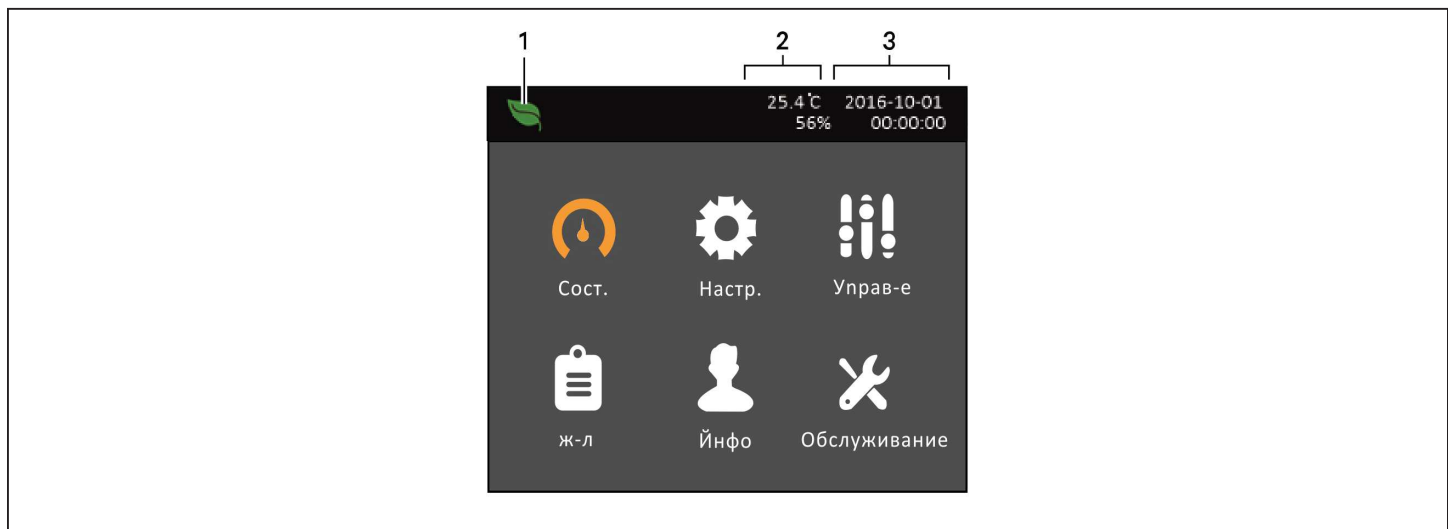 1 2 3
25.4℃ 2016-10-01
56% 00:00:00
Сост. Настр. Управ-е
ж-л Йнфо Обслуживание